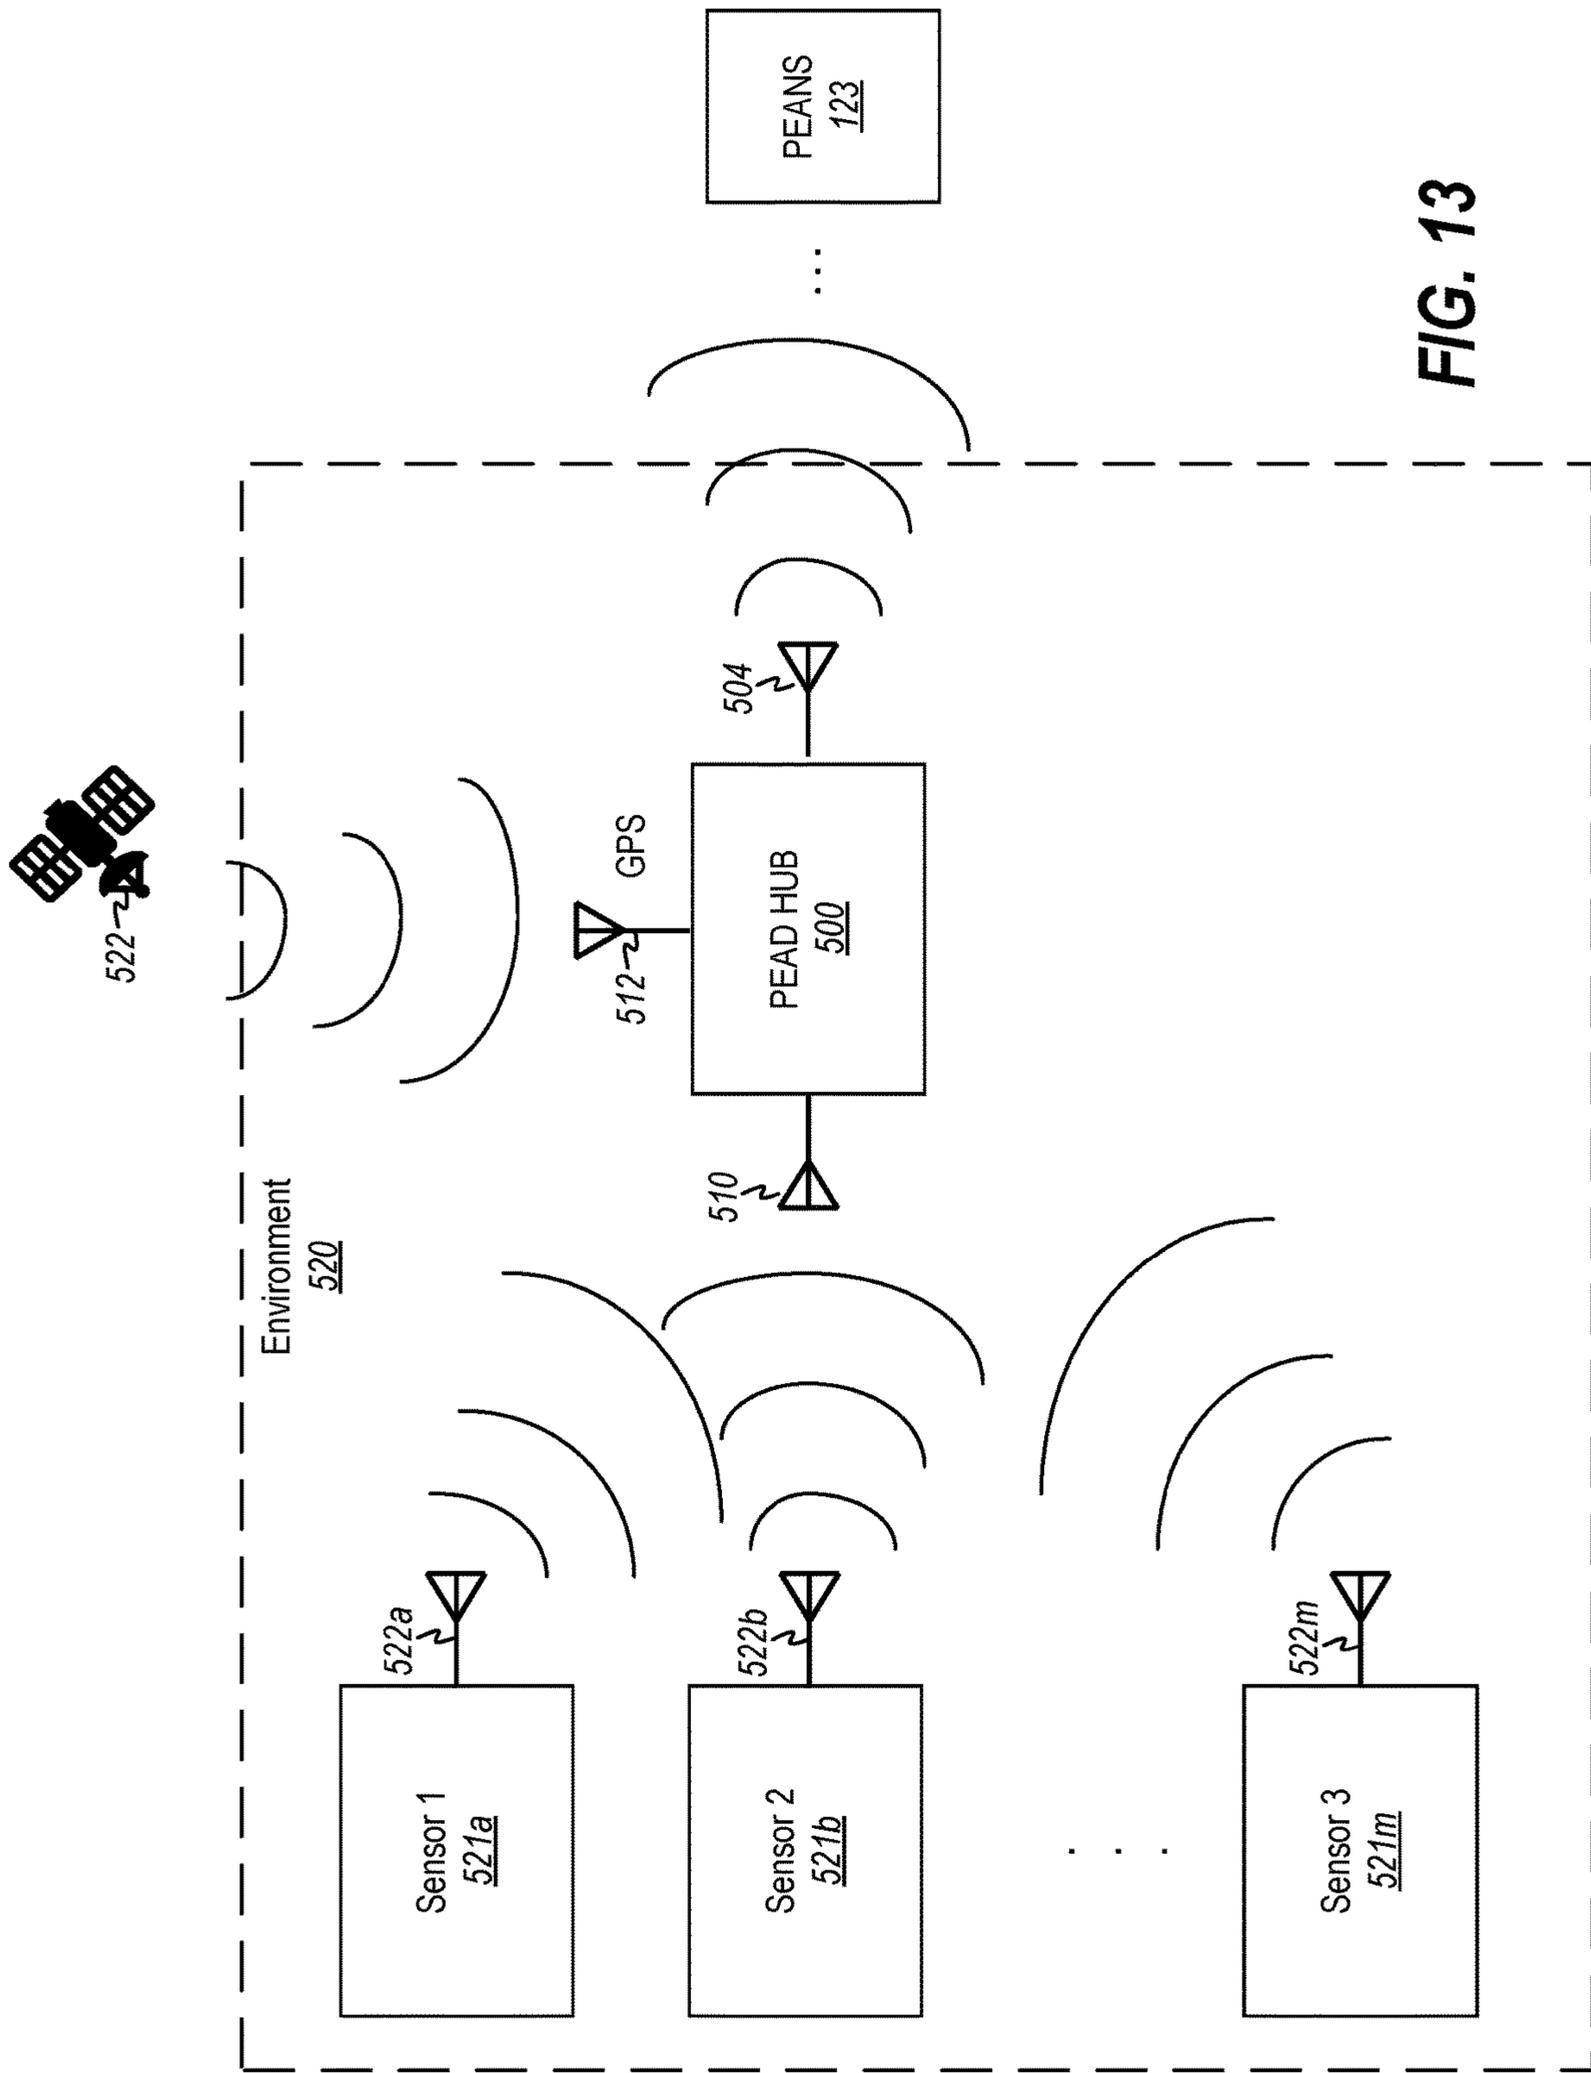 522
Environment
520
Sensor 1
521a
522a
Sensor 2
521b
522b
. . .
Sensor 3
521m
522m
510
512
GPS
PEAD HUB
500
504
...
PEANS
123
FIG. 13